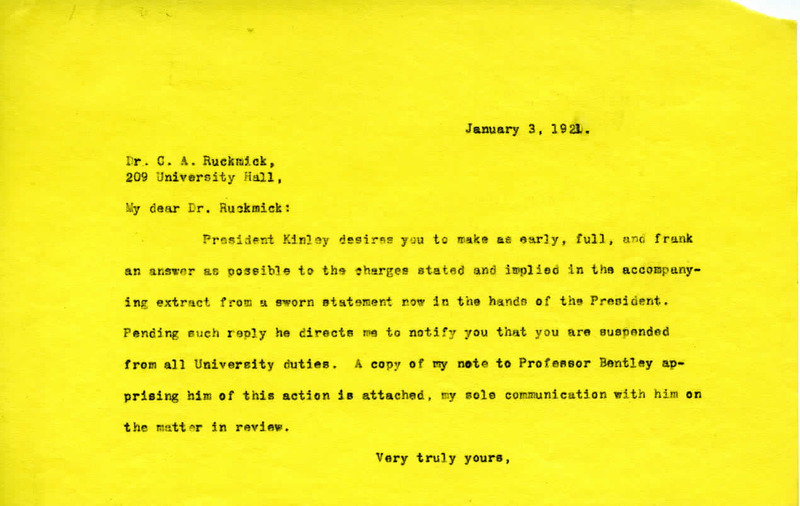 January 3, 1921.
Dr. C. A. Ruckmick,
209 University Hall,
My dear Dr. Ruckmick:
President Kinley desires you to make as early, full, and frank
an answer as possible to the charges stated and implied in the accompany-
ing extract from a sworn statement now in the hands of the President.
Pending such reply he directs me to notify you that you are suspended
from all University duties. A copy of my note to Professor Bentley ap-
prising him of this action is attached, my sole communication with him on
the matter in review.
Very truly yours,